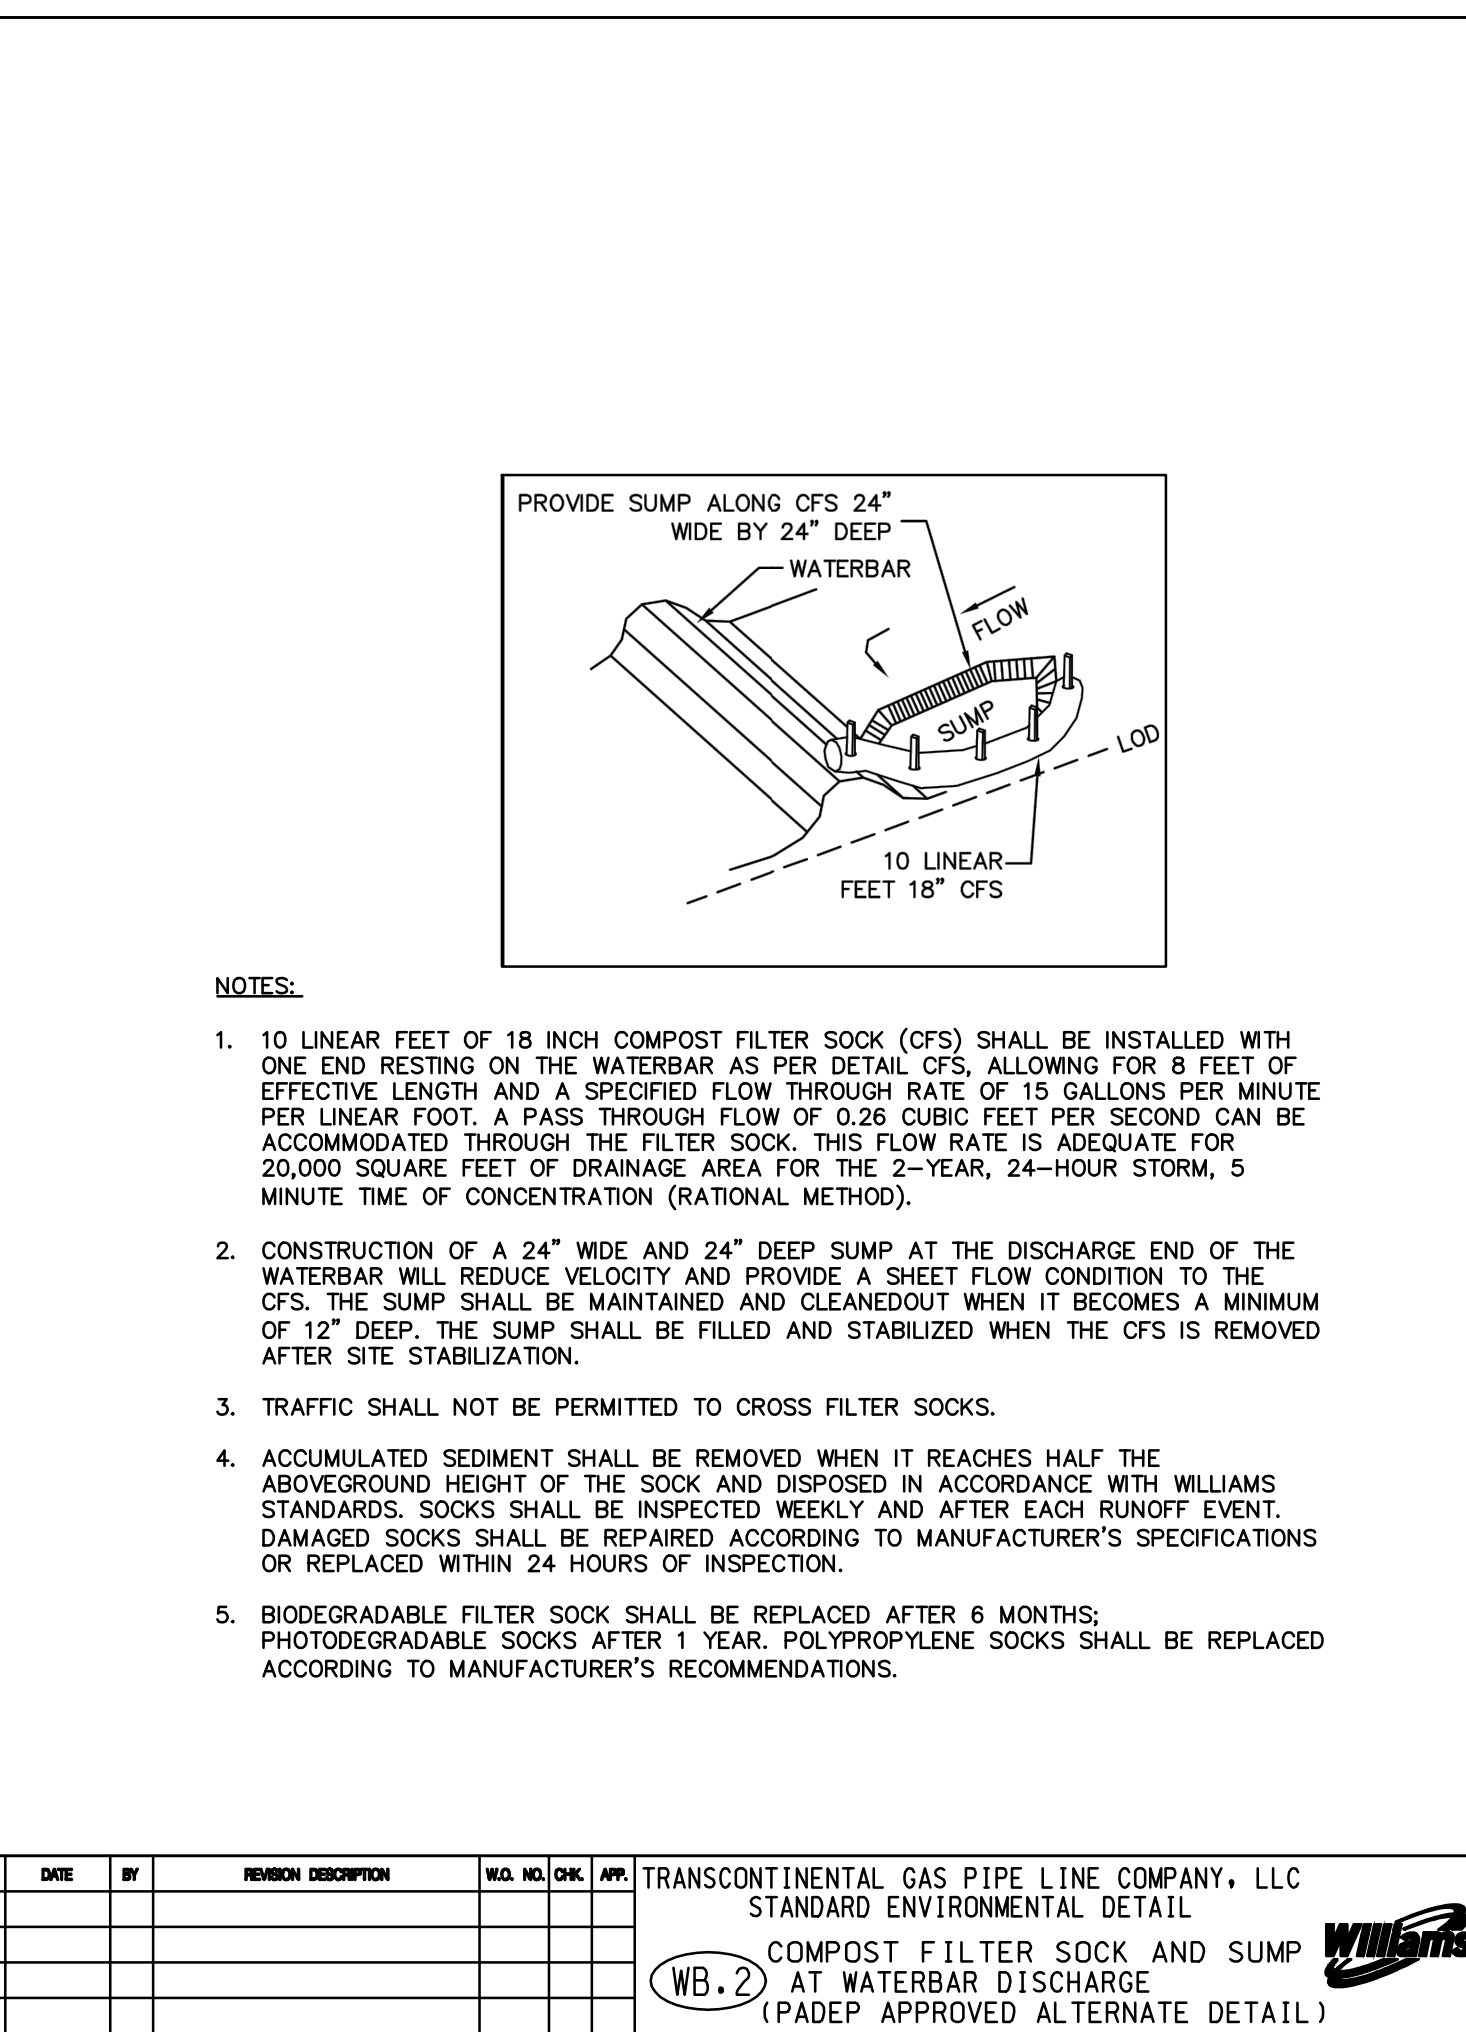 PROVIDE SUMP ALONG CFS 24"
WIDE BY 24" DEEP
WATERBAR
FLOW
SUMP
LOD
10 LINEAR
FEET 18" CFS
NOTES:
1. 10 LINEAR FEET OF 18 INCH COMPOST FILTER SOCK (CFS) SHALL BE INSTALLED WITH
ONE END RESTING ON THE WATERBAR AS PER DETAIL CFS, ALLOWING FOR 8 FEET OF
EFFECTIVE LENGTH AND A SPECIFIED FLOW THROUGH RATE OF 15 GALLONS PER MINUTE
PER LINEAR FOOT. A PASS THROUGH FLOW OF 0.26 CUBIC FEET PER SECOND CAN BE
ACCOMMODATED THROUGH THE FILTER SOCK. THIS FLOW RATE IS ADEQUATE FOR
20,000 SQUARE FEET OF DRAINAGE AREA FOR THE 2-YEAR, 24-HOUR STORM, 5
MINUTE TIME OF CONCENTRATION (RATIONAL METHOD).
2. CONSTRUCTION OF A 24" WIDE AND 24" DEEP SUMP AT THE DISCHARGE END OF THE
WATERBAR WILL REDUCE VELOCITY AND PROVIDE A SHEET FLOW CONDITION TO THE
CFS. THE SUMP SHALL BE MAINTAINED AND CLEANEDOUT WHEN IT BECOMES A MINIMUM
OF 12" DEEP. THE SUMP SHALL BE FILLED AND STABILIZED WHEN THE CFS IS REMOVED
AFTER SITE STABILIZATION.
3. TRAFFIC SHALL NOT BE PERMITTED TO CROSS FILTER SOCKS.
4. ACCUMULATED SEDIMENT SHALL BE REMOVED WHEN IT REACHES HALF THE
ABOVEGROUND HEIGHT OF THE SOCK AND DISPOSED IN ACCORDANCE WITH WILLIAMS
STANDARDS. SOCKS SHALL BE INSPECTED WEEKLY AND AFTER EACH RUNOFF EVENT.
DAMAGED SOCKS SHALL BE REPAIRED ACCORDING TO MANUFACTURER'S SPECIFICATIONS
OR REPLACED WITHIN 24 HOURS OF INSPECTION.
5. BIODEGRADABLE FILTER SOCK SHALL BE REPLACED AFTER 6 MONTHS;
PHOTODEGRADABLE SOCKS AFTER 1 YEAR. POLYPROPYLENE SOCKS SHALL BE REPLACED
ACCORDING TO MANUFACTURER'S RECOMMENDATIONS.
DATE BY REVISION DESCRIPTION W.O. NO. CHK. APP.
TRANSCONTINENTAL GAS PIPE LINE COMPANY, LLC
STANDARD ENVIRONMENTAL DETAIL
WB.2
COMPOST FILTER SOCK AND SUMP
AT WATERBAR DISCHARGE
(PADEP APPROVED ALTERNATE DETAIL)
Williams